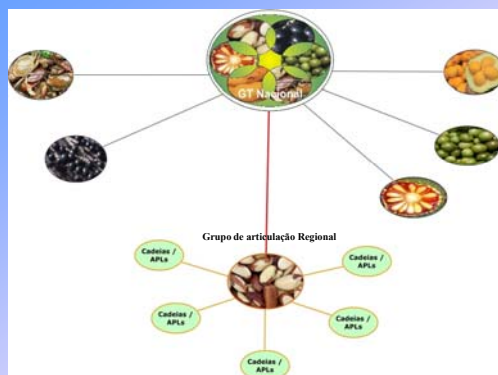 GT Nacional
Grupo de articulação Regional
Cadeias /
APLs
Cadeias /
APLs
Cadeias /
APLs
Cadeias /
APLs
Cadeias /
APLs